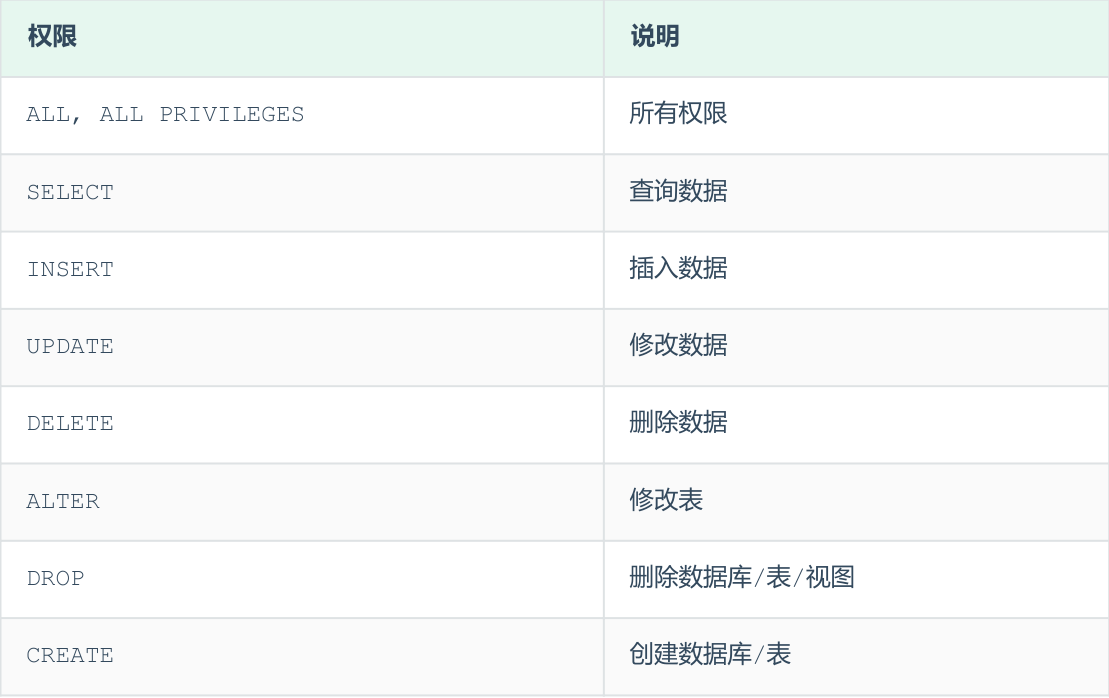 权限 说明
ALL, ALL PRIVILEGES 所有权限
SELECT 查询数据
INSERT 插入数据
UPDATE 修改数据
DELETE 删除数据
ALTER 修改表
DROP 删除数据库/表/视图
CREATE 创建数据库/表